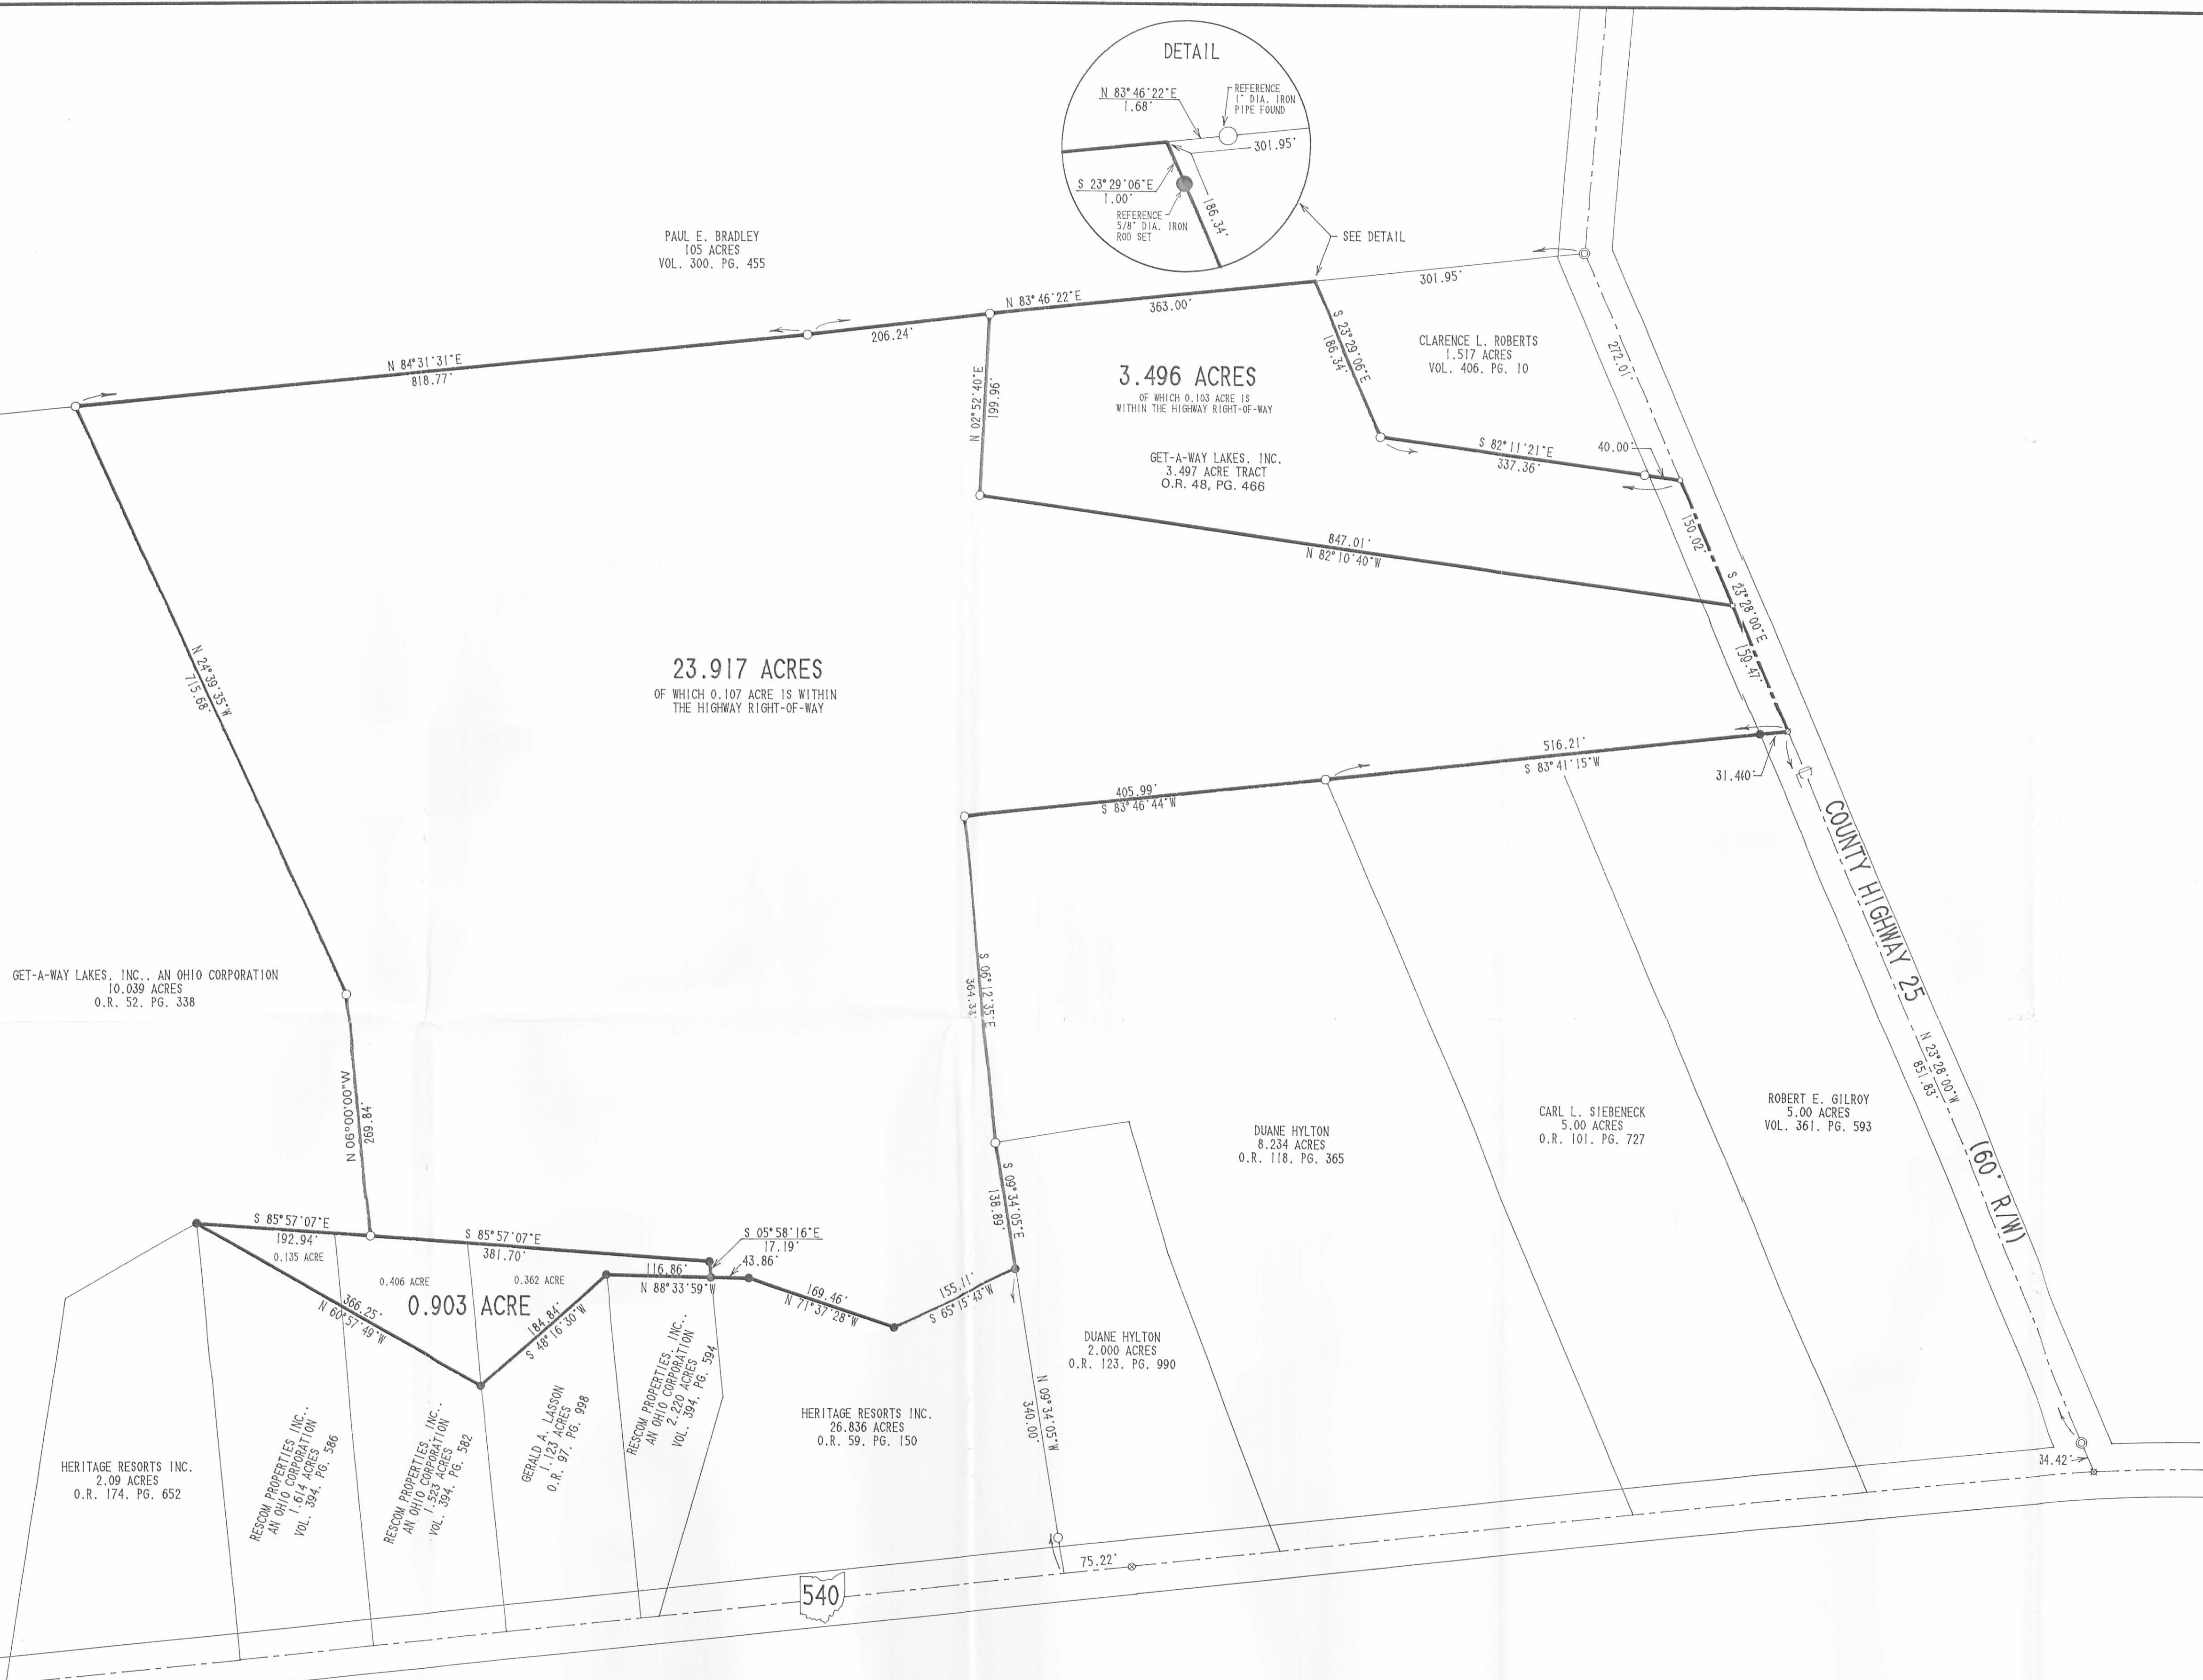 DETAIL
N 83°46'22"E
1.68'
REFERENCE
1" DIA. IRON
PIPE FOUND
301.95'
S 23°29'06"E
1.00'
186.34'
REFERENCE
5/8" DIA. IRON
ROD SET
SEE DETAIL
PAUL E. BRADLEY
105 ACRES
VOL. 300, PG. 455
301.95'
N 83°46'22"E
363.00'
206.24'
N 84°31'31"E
818.77'
S 23°29'06"E
186.34'
CLARENCE L. ROBERTS
1.517 ACRES
VOL. 406, PG. 10
272.01'
3.496 ACRES
OF WHICH 0.103 ACRE IS
WITHIN THE HIGHWAY RIGHT-OF-WAY
N 02°52'40"E
199.96'
GET-A-WAY LAKES, INC.
3.497 ACRE TRACT
O.R. 48, PG. 466
S 82°11'21"E
337.36'
40.00'
150.02'
847.01'
N 82°10'40"W
S 23°28'00"E
150.47'
23.917 ACRES
OF WHICH 0.107 ACRE IS WITHIN
THE HIGHWAY RIGHT-OF-WAY
N 24°39'35"W
715.68'
516.21'
S 83°41'15"W
31.440'
405.99'
S 83°46'44"W
COUNTY HIGHWAY 25
(60' R/W)
N 23°28'00"W
851.83'
GET-A-WAY LAKES, INC., AN OHIO CORPORATION
10.039 ACRES
O.R. 52, PG. 338
S 06°12'35"E
364.33'
N 06°00'00"W
269.84'
ROBERT E. GILROY
5.00 ACRES
VOL. 361, PG. 593
CARL L. SIEBENECK
5.00 ACRES
O.R. 101, PG. 727
DUANE HYLTON
8.234 ACRES
O.R. 118, PG. 365
S 09°34'05"E
138.89'
S 85°57'07"E
192.94'
0.135 ACRE
S 85°57'07"E
381.70'
S 05°58'16"E
17.19'
43.86'
116.86'
N 88°33'59"W
0.406 ACRE
0.362 ACRE
0.903 ACRE
366.25'
N 60°57'49"W
184.84'
S 48°16'30"W
169.46'
N 71°37'28"W
155.11'
S 65°15'43"W
DUANE HYLTON
2.000 ACRES
O.R. 123, PG. 990
N 09°34'05"W
340.00'
HERITAGE RESORTS INC.
2.09 ACRES
O.R. 174, PG. 652
RESCOM PROPERTIES INC.,
AN OHIO CORPORATION
1.614 ACRES
VOL. 394, PG. 586
RESCOM PROPERTIES, INC.,
AN OHIO CORPORATION
1.523 ACRES
VOL. 394, PG. 582
GERALD A. LASSON
1.123 ACRES
O.R. 97, PG. 998
RESCOM PROPERTIES, INC.,
AN OHIO CORPORATION
2.220 ACRES
VOL. 394, PG. 594
HERITAGE RESORTS INC.
26.836 ACRES
O.R. 59, PG. 150
34.42'
75.22'
540